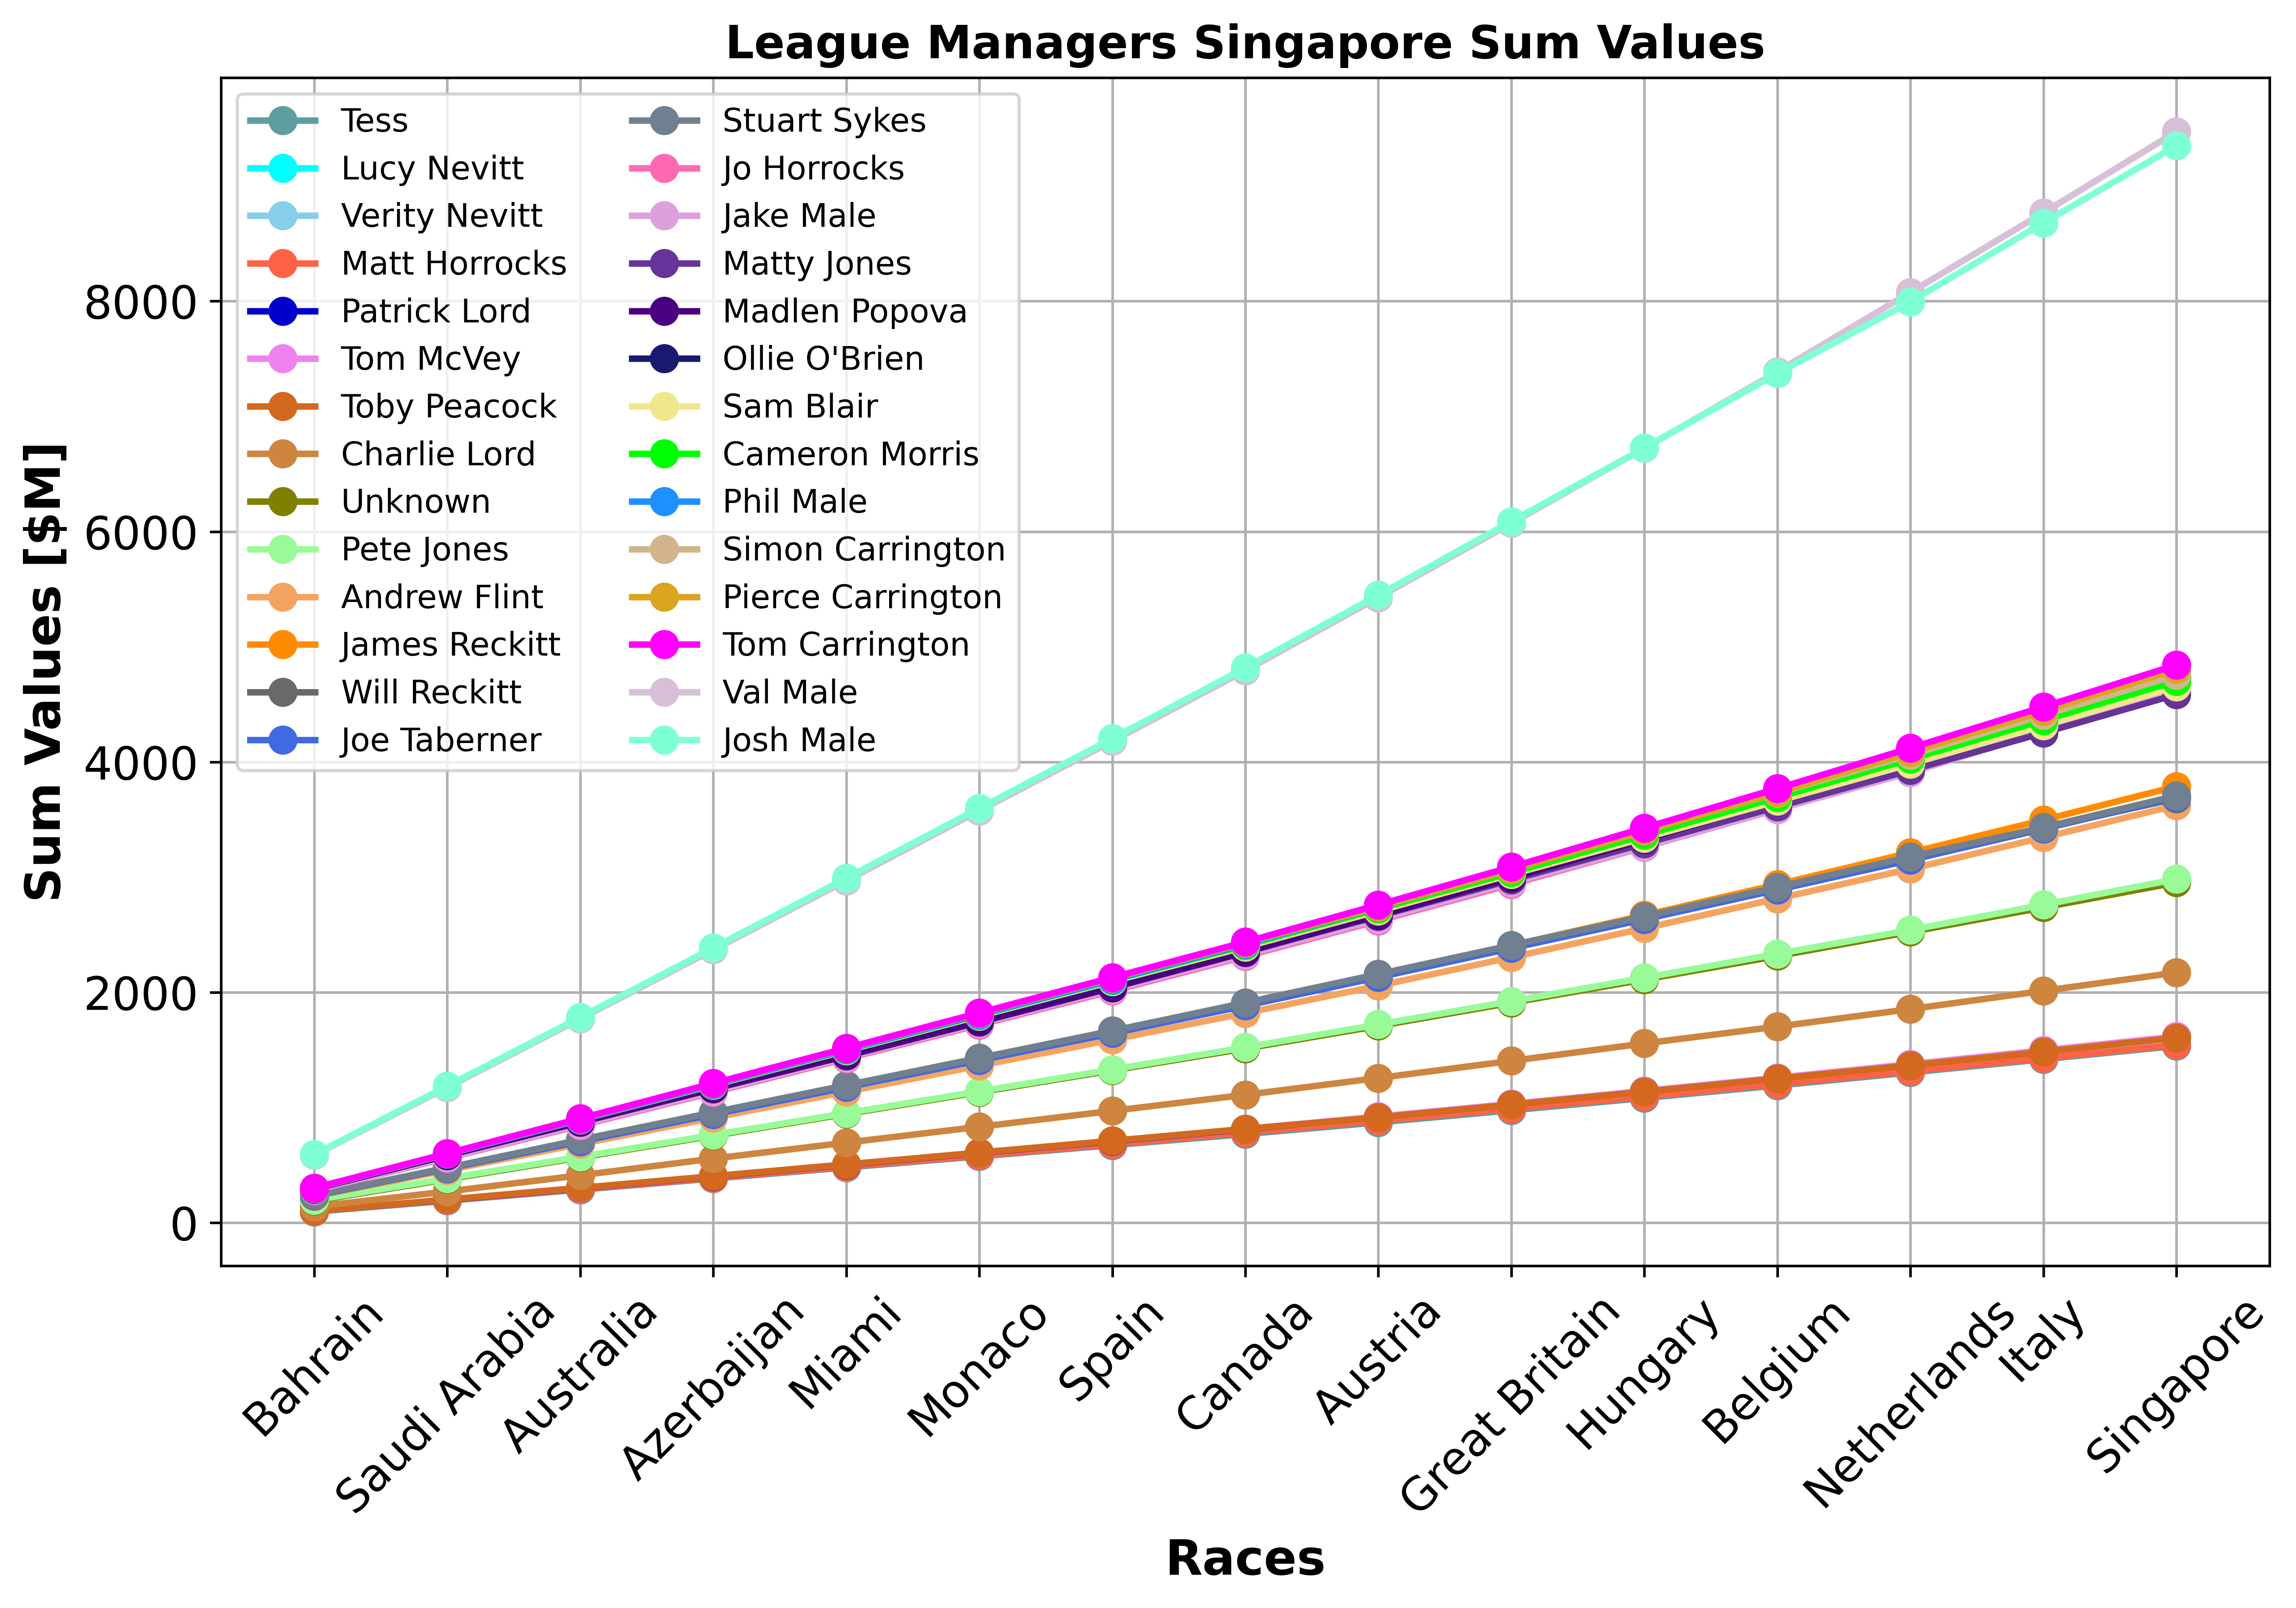 League Managers Singapore Sum Values
Sum Values [$M]
8000
6000
4000
2000
0
Tess
Lucy Nevitt
Verity Nevitt
Matt Horrocks
Patrick Lord
Tom McVey
Toby Peacock
Charlie Lord
Unknown
Pete Jones
Andrew Flint
James Reckitt
Will Reckitt
Joe Taberner
Stuart Sykes
Jo Horrocks
Jake Male
Matty Jones
Madlen Popova
Ollie O'Brien
Sam Blair
Cameron Morris
Phil Male
Simon Carrington
Pierce Carrington
Tom Carrington
Val Male
Josh Male
Bahrain
Saudi Arabia
Australia
Azerbaijan
Miami
Monaco
Spain
Canada
Austria
Great Britain
Hungary
Belgium
Netherlands
Italy
Singapore
Races